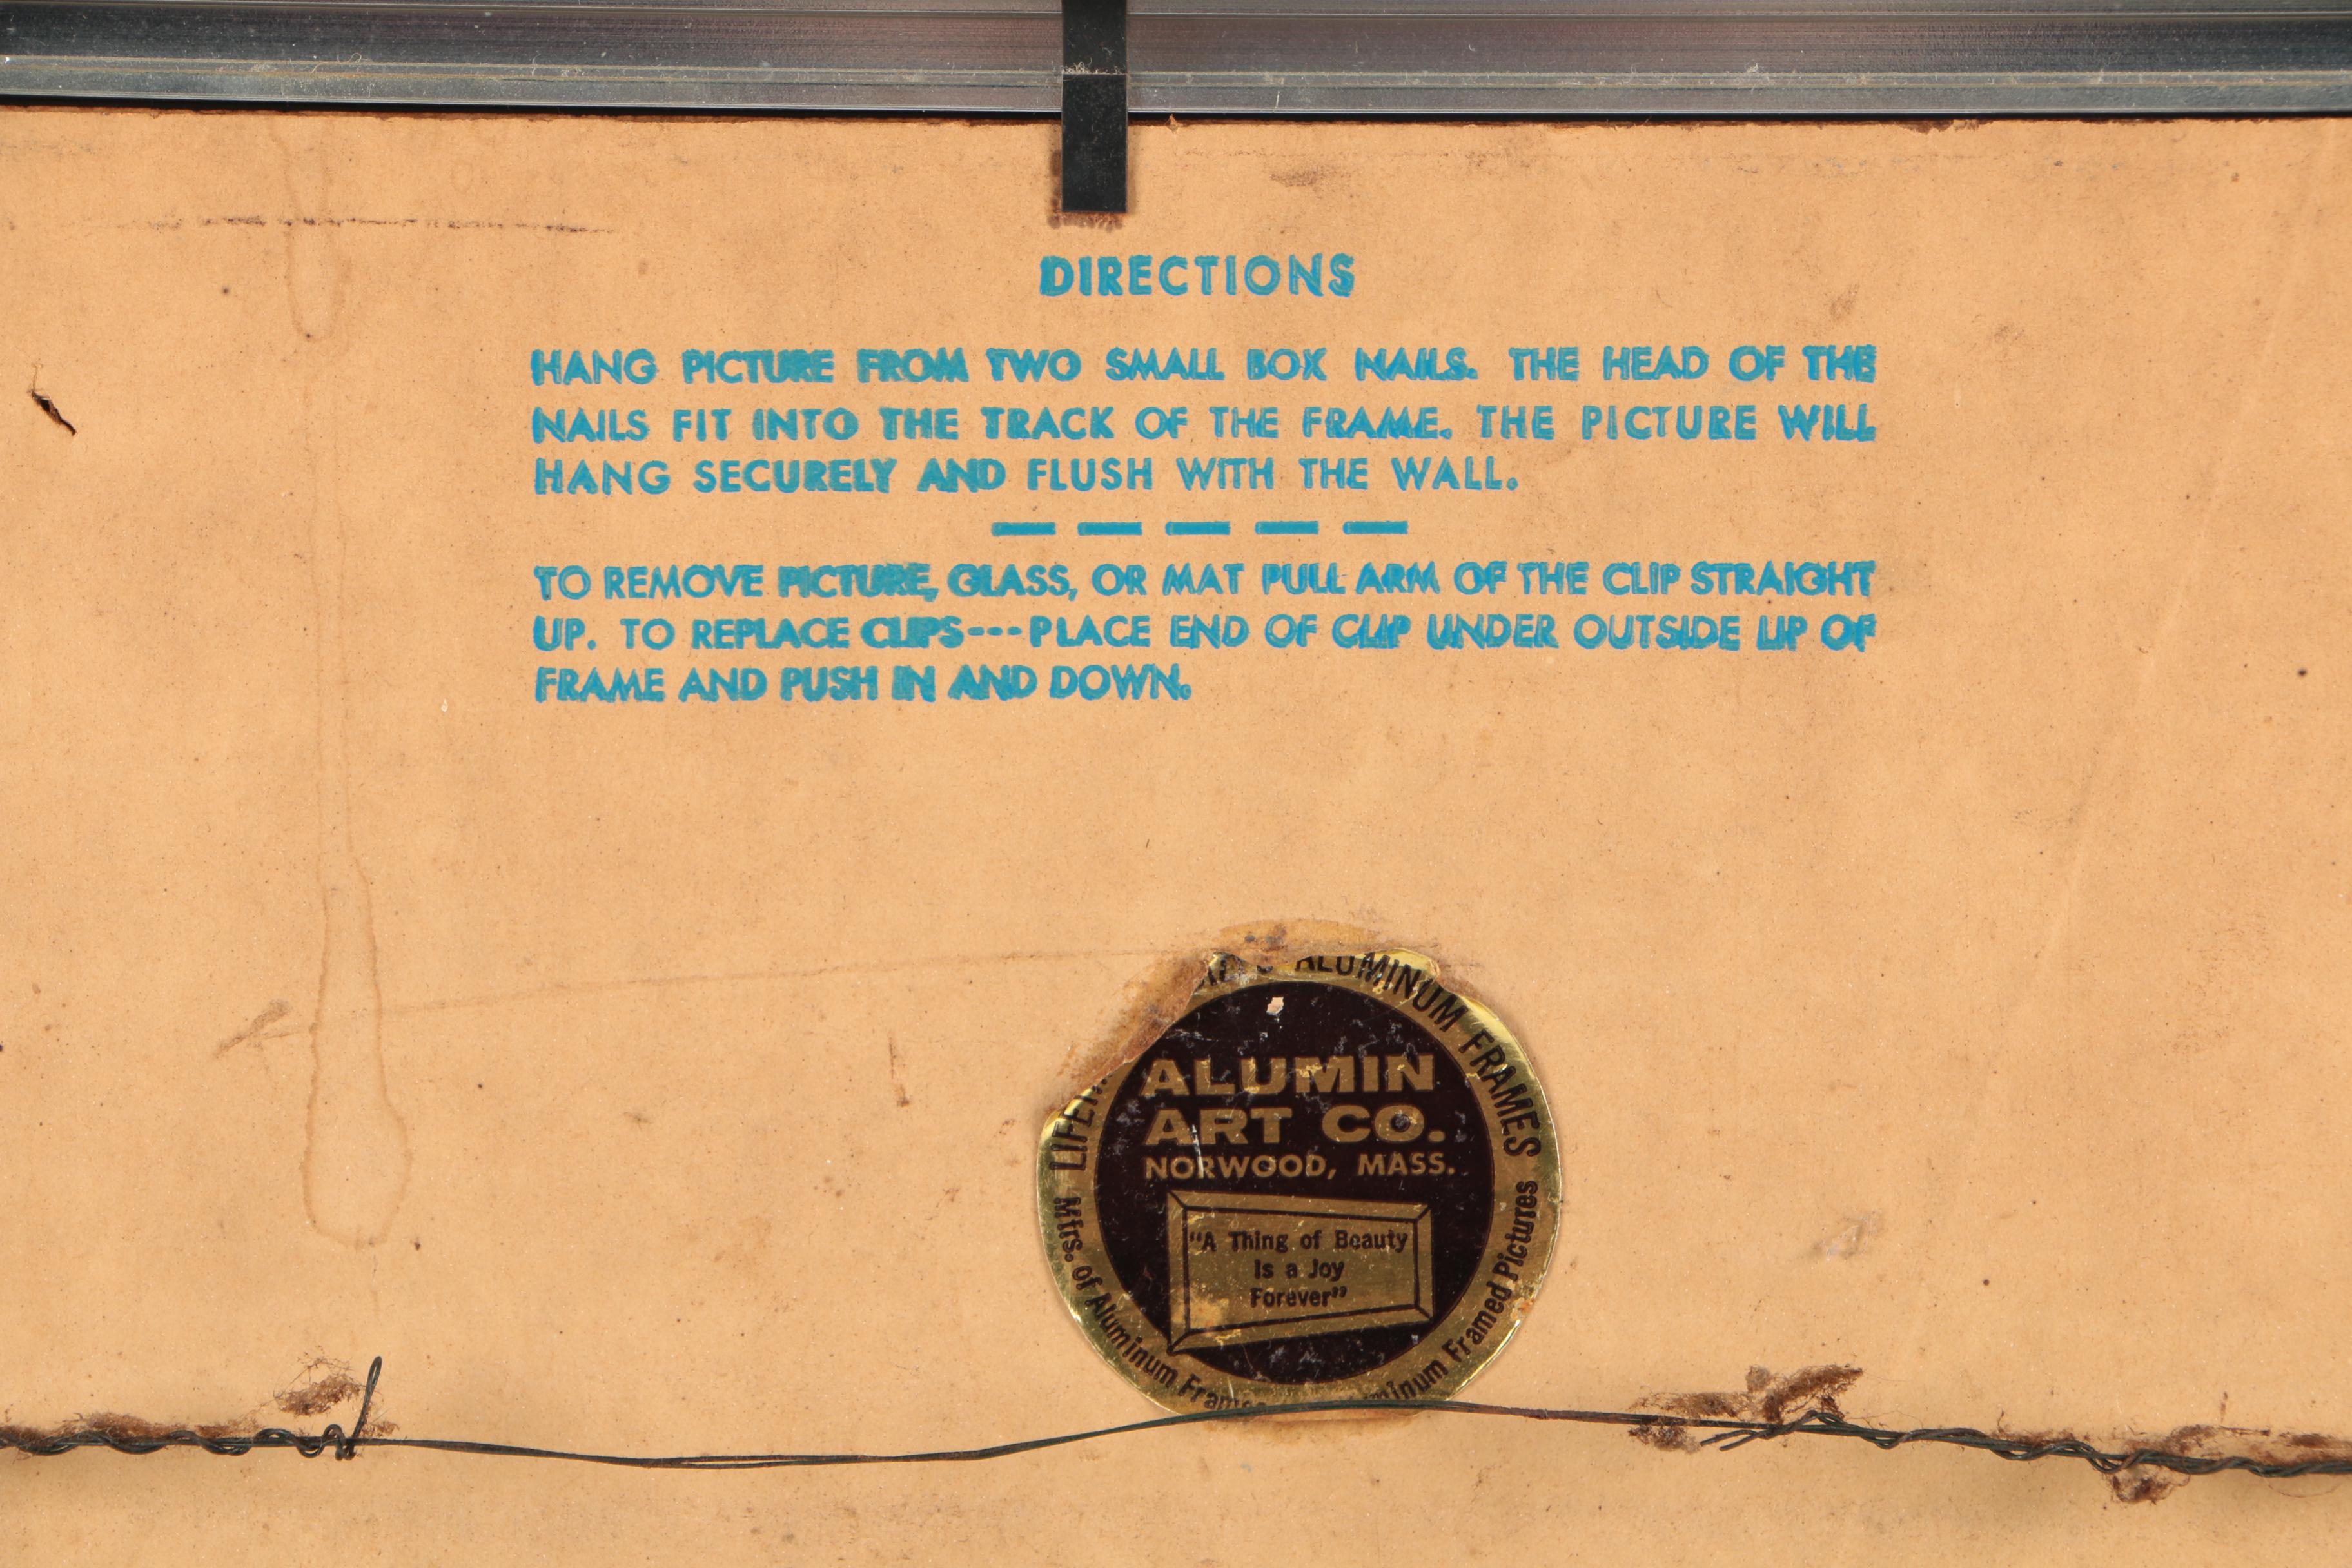 DIRECTIONS
HANG PICTURE FROM TWO SMALL BOX NAILS. THE HEAD OF THE
NAILS FIT INTO THE TRACK OF THE FRAME. THE PICTURE WILL
HANG SECURELY AND FLUSH WITH THE WALL.
TO REMOVE PICTURE, GLASS, OR MAT PULL ARM OF THE CLIP STRAIGHT
UP. TO REPLACE CLIPS---PLACE END OF CLIP UNDER OUTSIDE LIP OF
FRAME AND PUSH IN AND DOWN.
ALUMINUM FRAMES
ALUMIN
ART CO.
NORWOOD, MASS.
"A Thing of Beauty
Is a Joy
Forever"
Mfrs. of Aluminum Frames
Framed Pictures